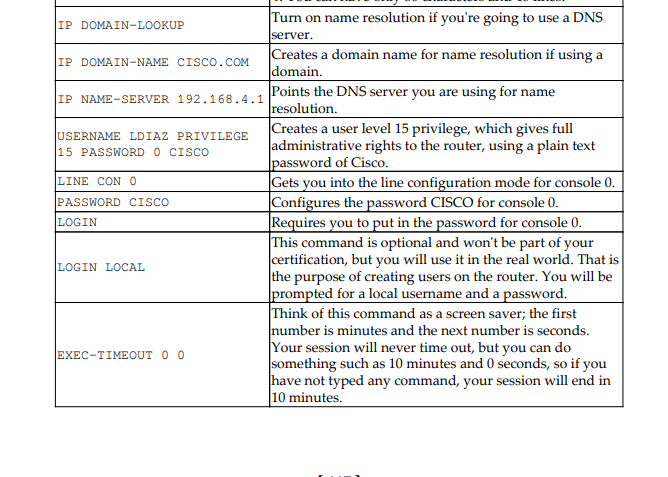 IP DOMAIN-LOOKUP
Turn on name resolution if you're going to use a DNS
server.
IP DOMAIN-NAME CISCO.COM
Creates a domain name for name resolution if using a
domain.
IP NAME-SERVER 192.168.4.1
Points the DNS server you are using for name
resolution.
USERNAME LDIAZ PRIVILEGE
15 PASSWORD 0 CISCO
Creates a user level 15 privilege, which gives full
administrative rights to the router, using a plain text
password of Cisco.
LINE CON 0
Gets you into the line configuration mode for console 0.
PASSWORD CISCO
Configures the password CISCO for console 0.
LOGIN
Requires you to put in the password for console 0.
LOGIN LOCAL
This command is optional and won't be part of your
certification, but you will use it in the real world. That is
the purpose of creating users on the router. You will be
prompted for a local username and a password.
EXEC-TIMEOUT 0 0
Think of this command as a screen saver; the first
number is minutes and the next number is seconds.
Your session will never time out, but you can do
something such as 10 minutes and 0 seconds, so if you
have not typed any command, your session will end in
10 minutes.